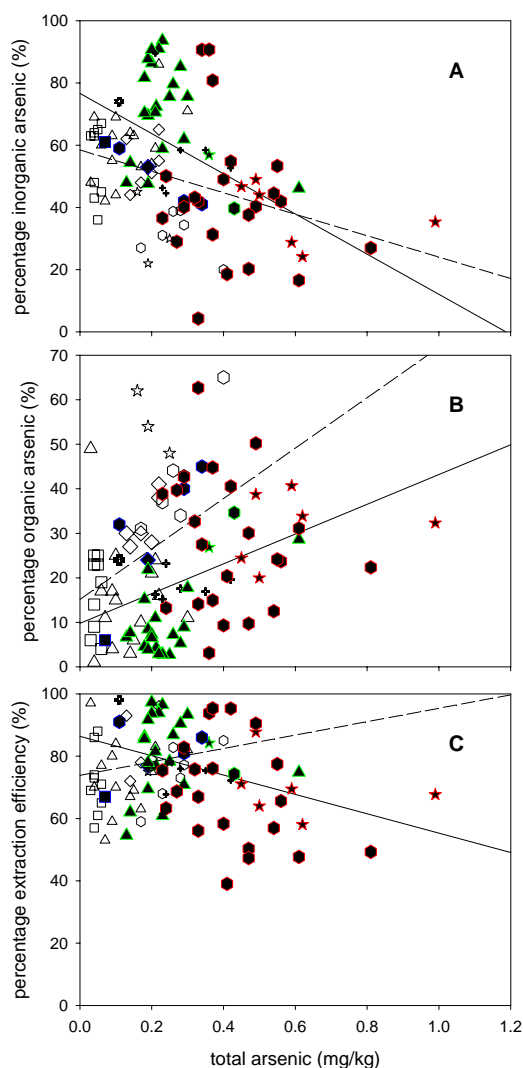 100
80
60
40
20
0
percentage inorganic arsenic (%)
A
70
60
50
40
30
20
10
0
percentage organic arsenic (%)
B
100
80
60
40
20
0
percentage extraction efficiency (%)
C
0.0 0.2 0.4 0.6 0.8 1.0 1.2
total arsenic (mg/kg)